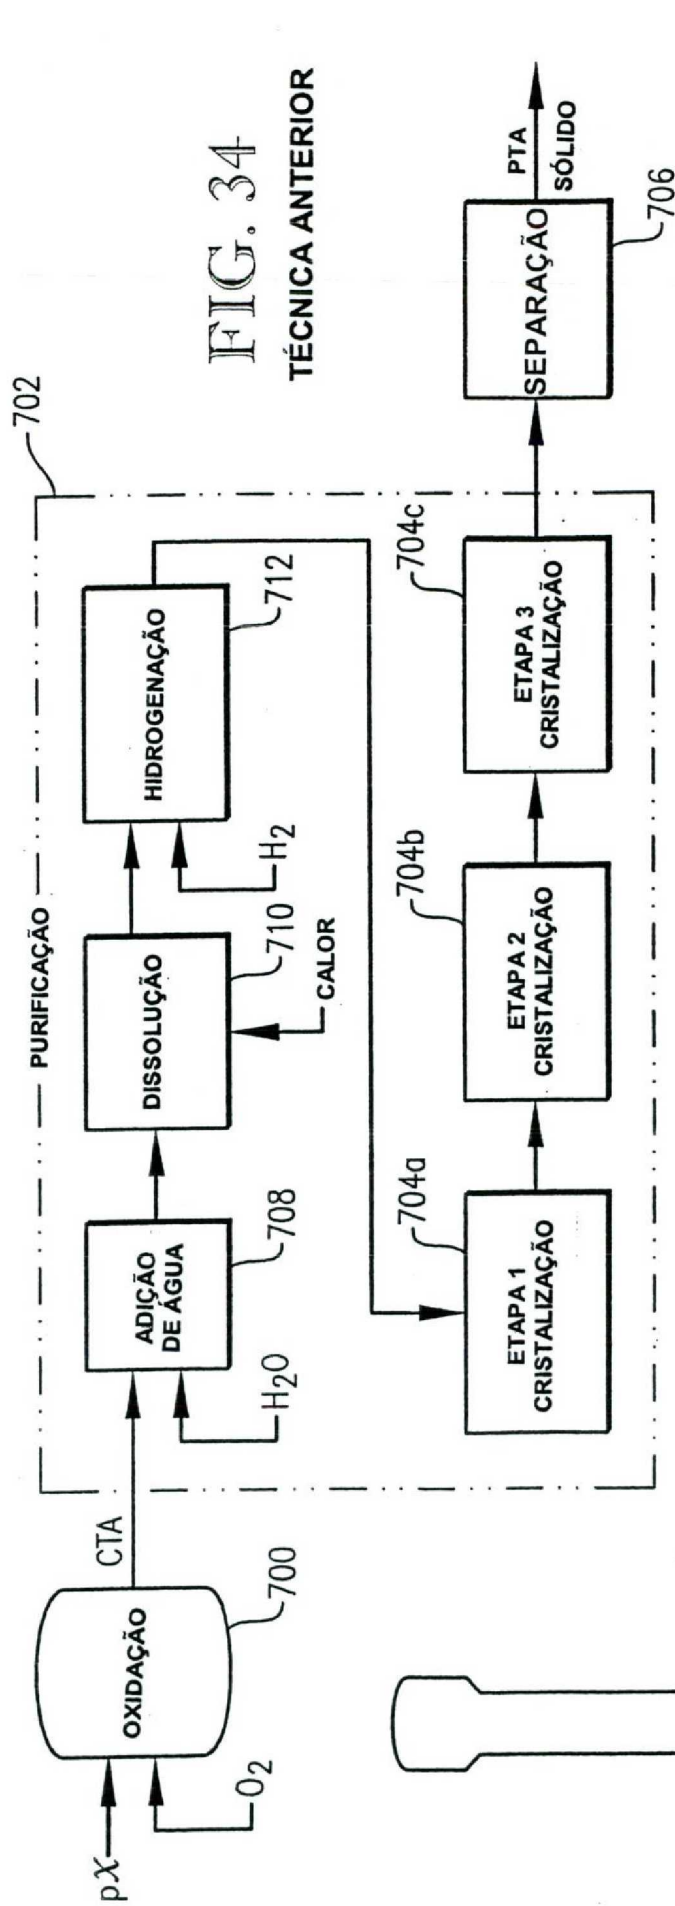 FIG. 34
TÉCNICA ANTERIOR
pX
O2
OXIDAÇÃO
700
CTA
PURIFICAÇÃO
702
H2O
ADIÇÃO
DE ÁGUA
708
DISSOLUÇÃO
710
CALOR
H2
HIDROGENAÇÃO
712
ETAPA 1
CRISTALIZAÇÃO
704a
ETAPA 2
CRISTALIZAÇÃO
704b
ETAPA 3
CRISTALIZAÇÃO
704c
SEPARAÇÃO
706
PTA
SÓLIDO